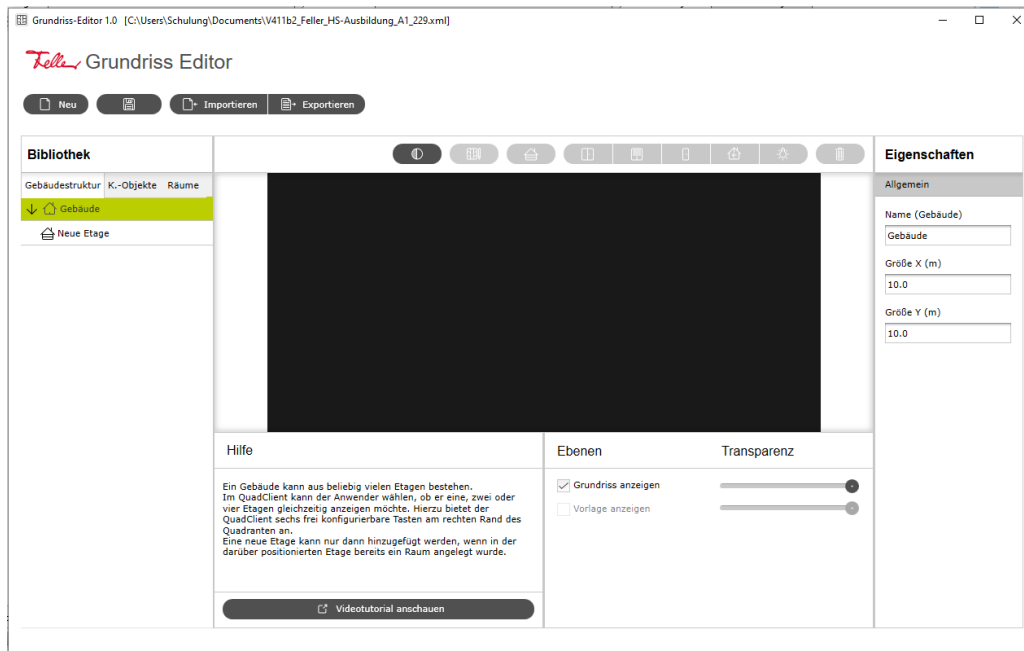 Grundriss-Editor 1.0 [C:\Users\Schulung\Documents\V411b2_Feller_HS-Ausbildung_A1_229.xml]
Feller Grundriss Editor
Neu
Importieren
Exportieren
Bibliothek
Gebäudestruktur K.-Objekte Räume
Gebäude
Neue Etage
Hilfe
Ein Gebäude kann aus beliebig vielen Etagen bestehen.
Im QuadClient kann der Anwender wählen, ob er eine, zwei oder
vier Etagen gleichzeitig anzeigen möchte. Hierzu bietet der
QuadClient sechs frei konfigurierbare Tasten am rechten Rand des
Quadranten an.
Eine neue Etage kann nur dann hinzugefügt werden, wenn in der
darüber positionierten Etage bereits ein Raum angelegt wurde.
Videotutorial anschauen
Ebenen Transparenz
Grundriss anzeigen
Vorlage anzeigen
Eigenschaften
Allgemein
Name (Gebäude)
Gebäude
Größe X (m)
10.0
Größe Y (m)
10.0